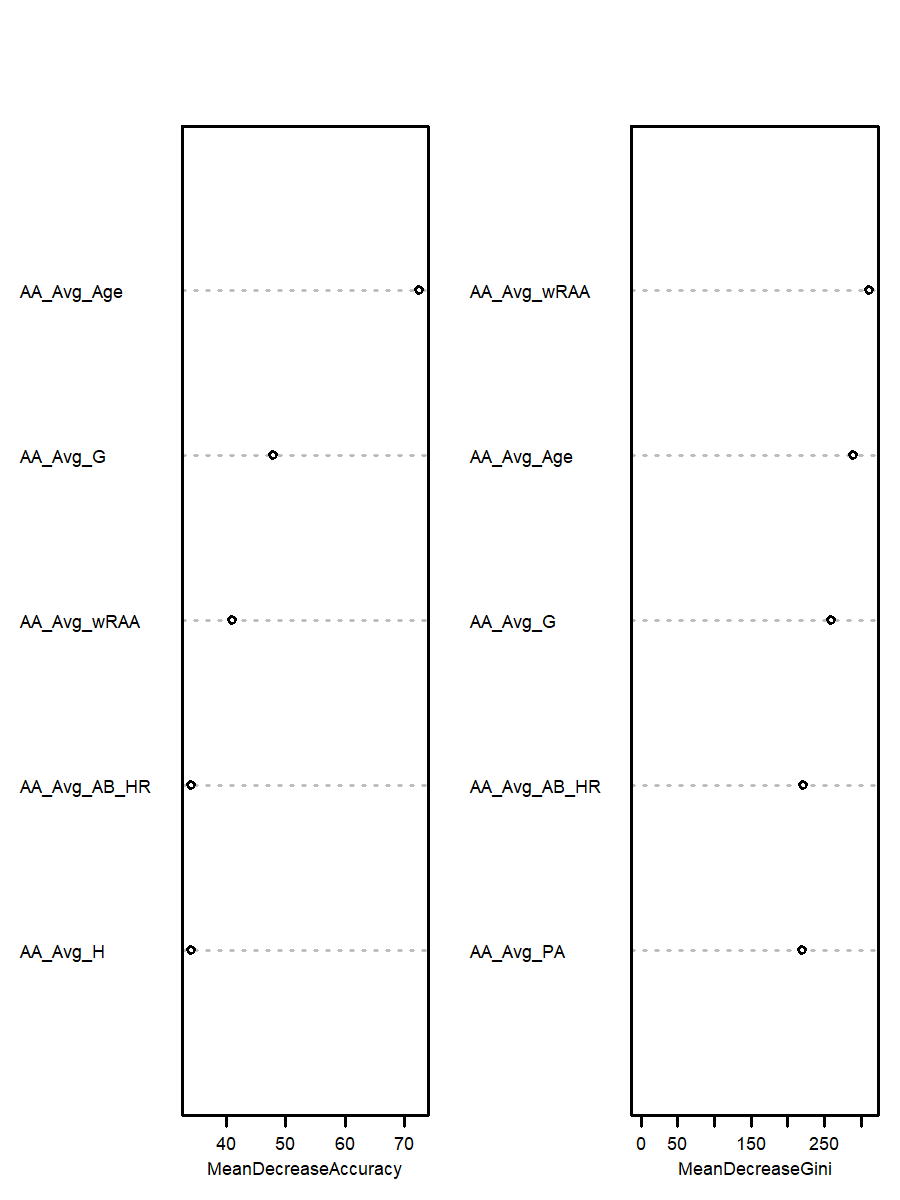 AA_Avg_Age
AA_Avg_G
AA_Avg_wRAA
AA_Avg_AB_HR
AA_Avg_H
40 50 60 70
MeanDecreaseAccuracy
AA_Avg_wRAA
AA_Avg_Age
AA_Avg_G
AA_Avg_AB_HR
AA_Avg_PA
0 50 150 250
MeanDecreaseGini